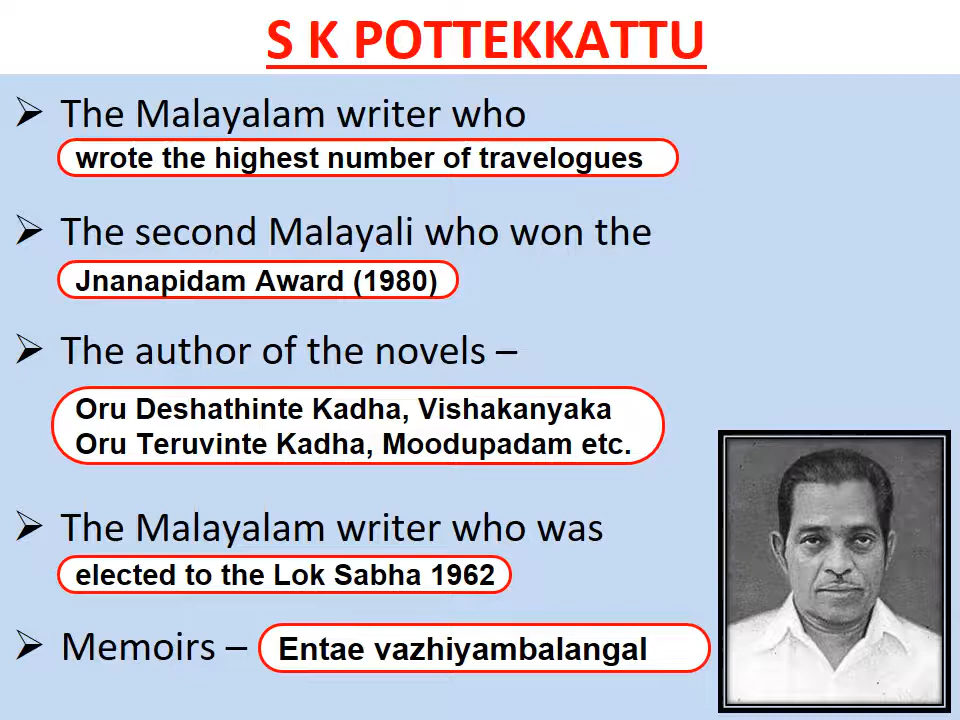 S K POTTEKKATTU
➢ The Malayalam writer who
wrote the highest number of travelogues
➢ The second Malayali who won the
Jnanapidam Award (1980)
➢ The author of the novels –
Oru Deshathinte Kadha, Vishakanyaka
Oru Teruvinte Kadha, Moodupadam etc.
➢ The Malayalam writer who was
elected to the Lok Sabha 1962
➢ Memoirs – Entae vazhiyambalangal